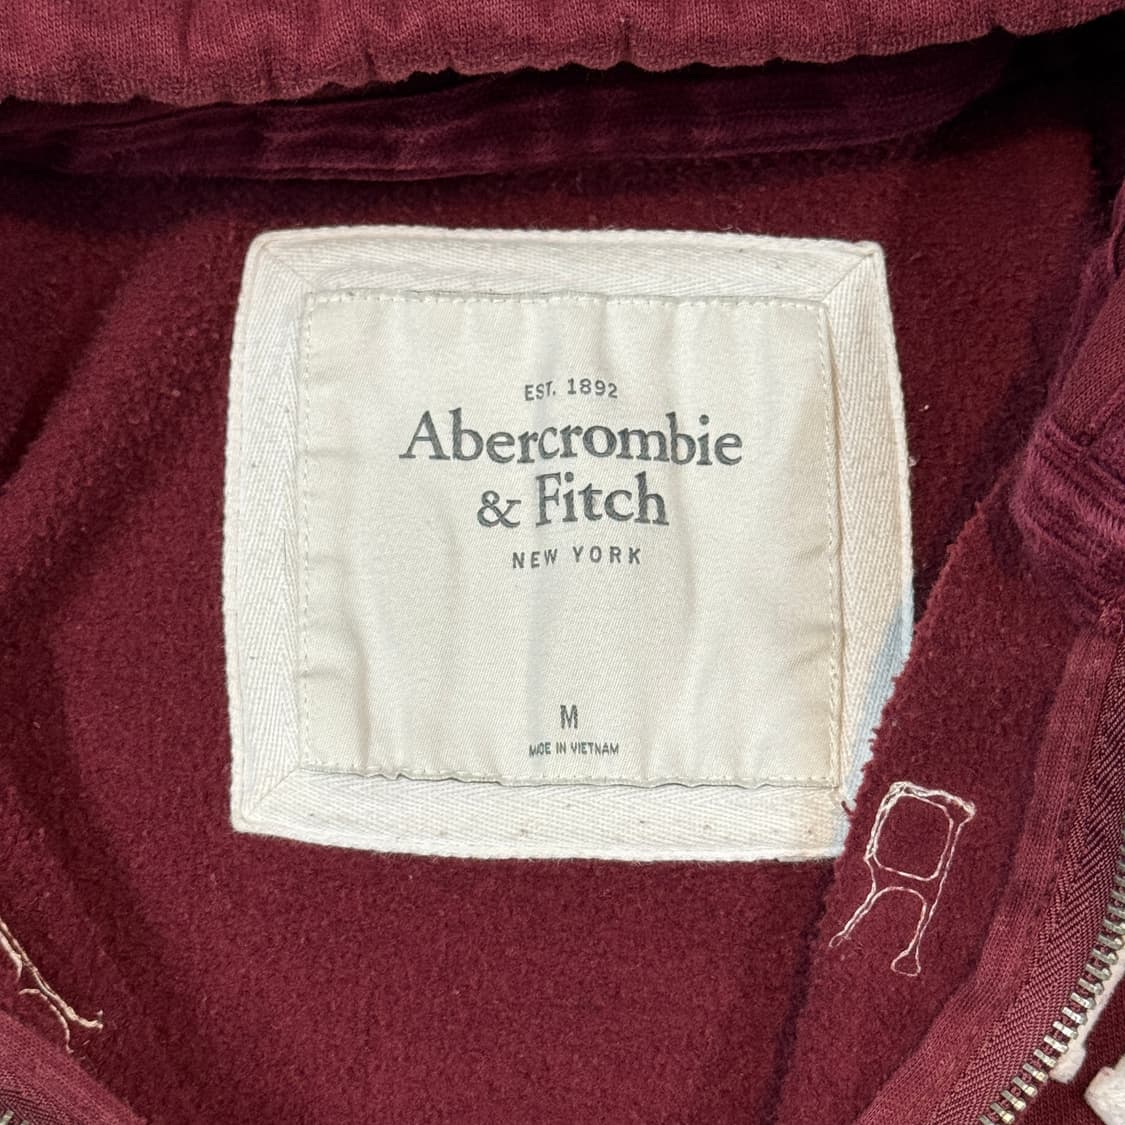 EST. 1892
Abercrombie
& Fitch
NEW YORK
M
MADE IN VIETNAM